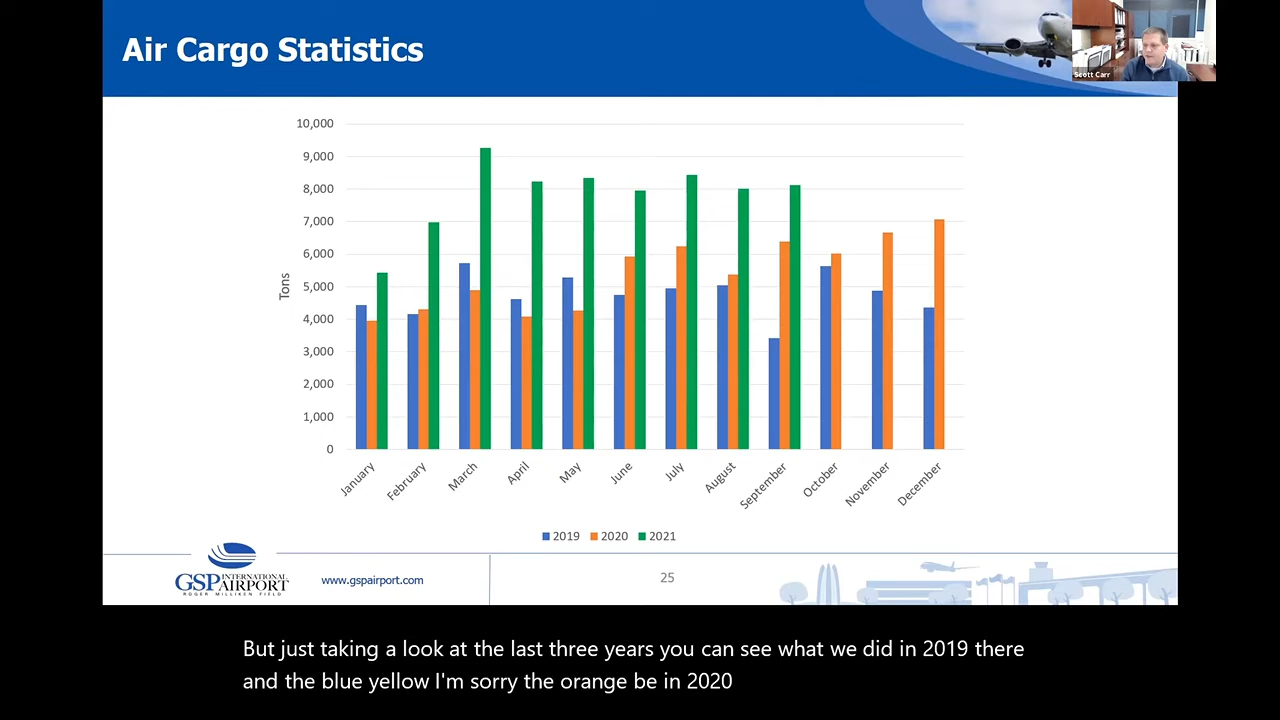 Air Cargo Statistics
Scott Carr
10,000
9,000
8,000
7,000
6,000
5,000
4,000
3,000
2,000
1,000
0
Tons
January
February
March
April
May
June
July
August
September
October
November
December
2019
2020
2021
GSP INTERNATIONAL AIRPORT
ROGER MILLIKEN FIELD
www.gspairport.com
25
But just taking a look at the last three years you can see what we did in 2019 there
and the blue yellow I'm sorry the orange be in 2020